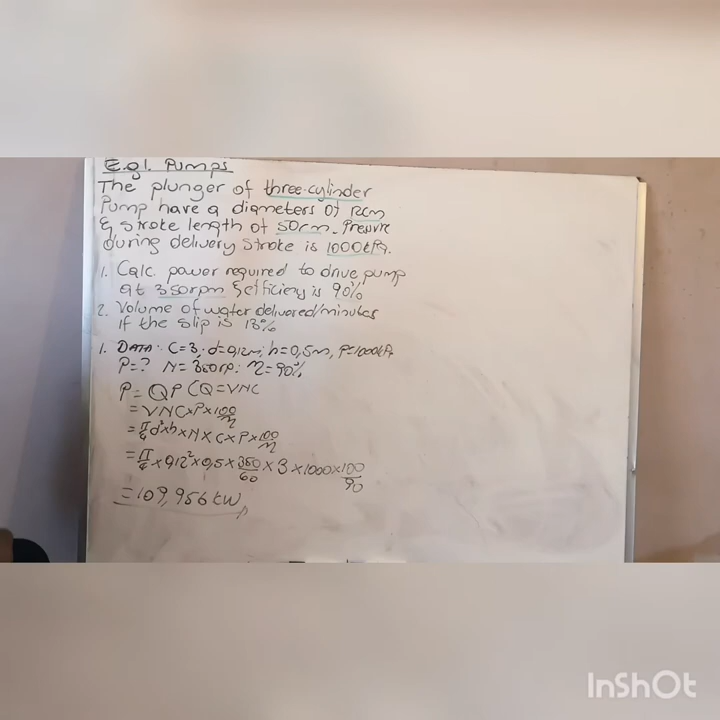 E.g1. Pumps
The plunger of three-cylinder
Pump have a diameters of 12cm
& stroke length of 50cm. Pressure
during delivery stroke is 1000kPa.
1. Calc. power required to drive pump
at 350rpm & efficiency is 90%
2. Volume of water delivered/minutes
if the slip is 13%
1. DATA: C=3, d=0,12m; h=0,5m, P=1000kPa
P=? N=350rp. η=90%
P= QP (Q=VNC
= VNC×P×100/η
= π/4 d²×h×N×C×P×100/η
= π/4 × 0,12² × 0,5 × 350/60 × 3 × 1000 × 100/90
= 109,956 kW
InShOt